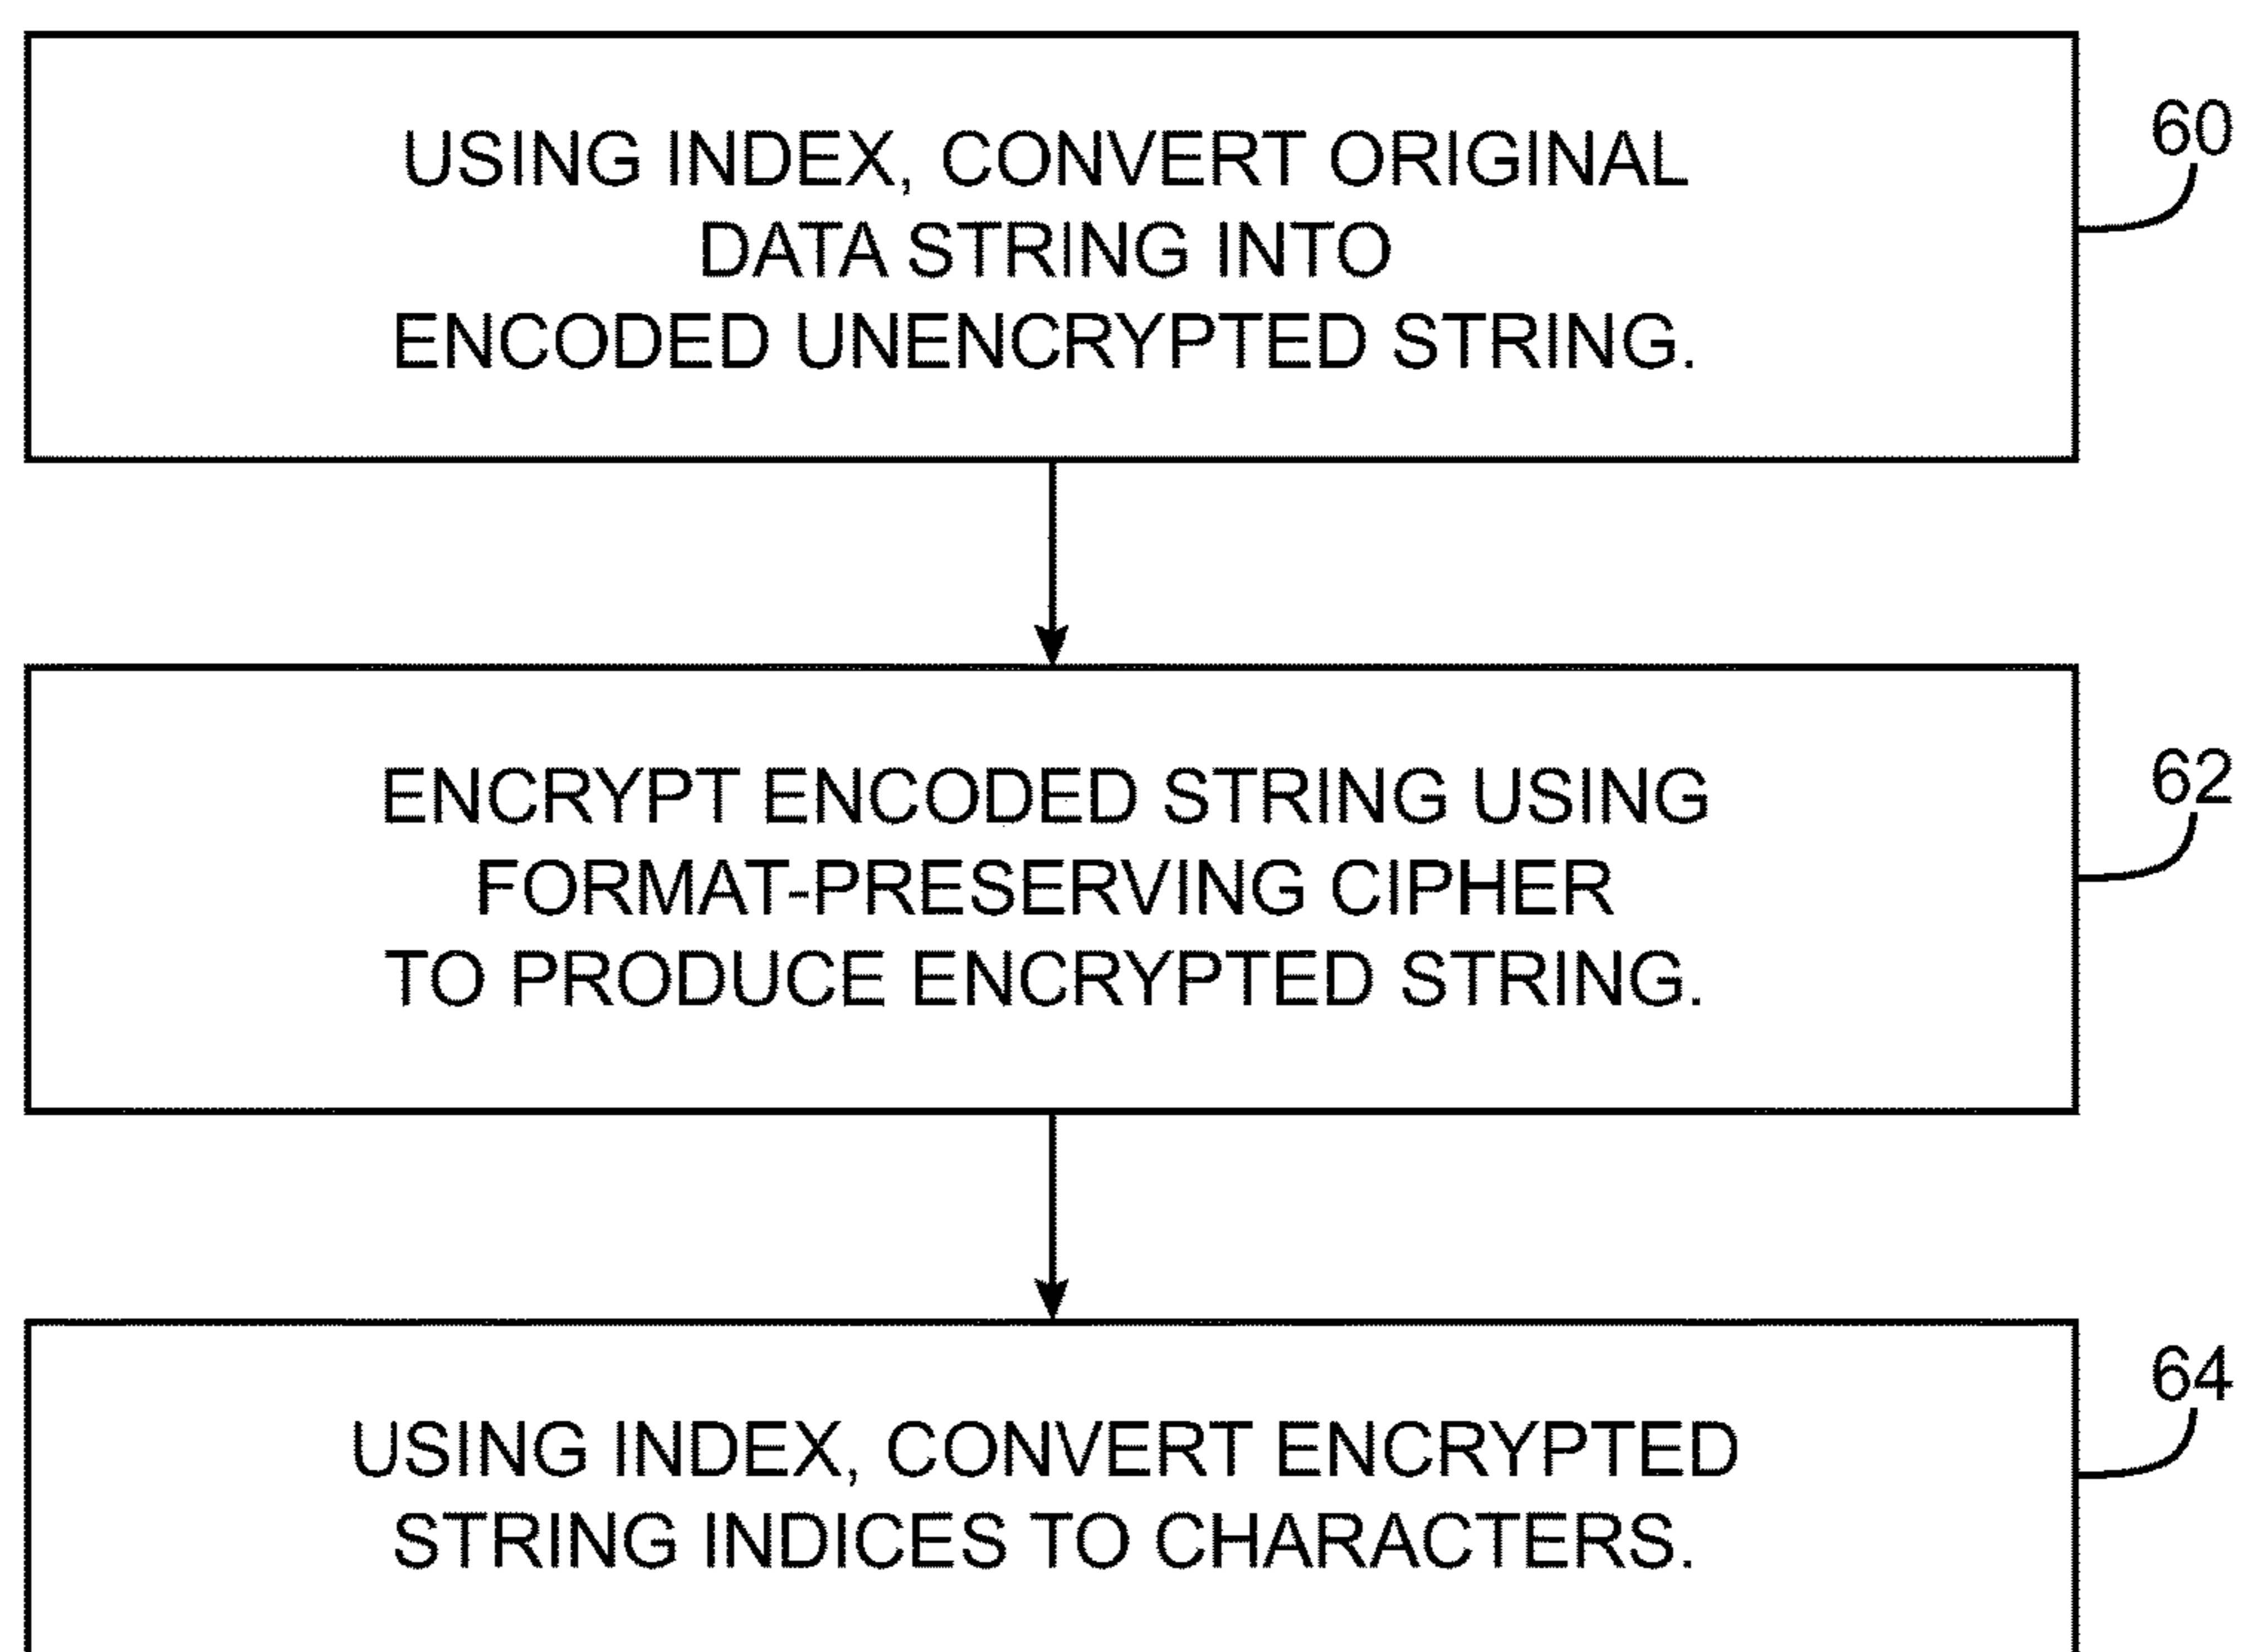 USING INDEX, CONVERT ORIGINAL
DATA STRING INTO
ENCODED UNENCRYPTED STRING.
60
ENCRYPT ENCODED STRING USING
FORMAT-PRESERVING CIPHER
TO PRODUCE ENCRYPTED STRING.
62
USING INDEX, CONVERT ENCRYPTED
STRING INDICES TO CHARACTERS.
64